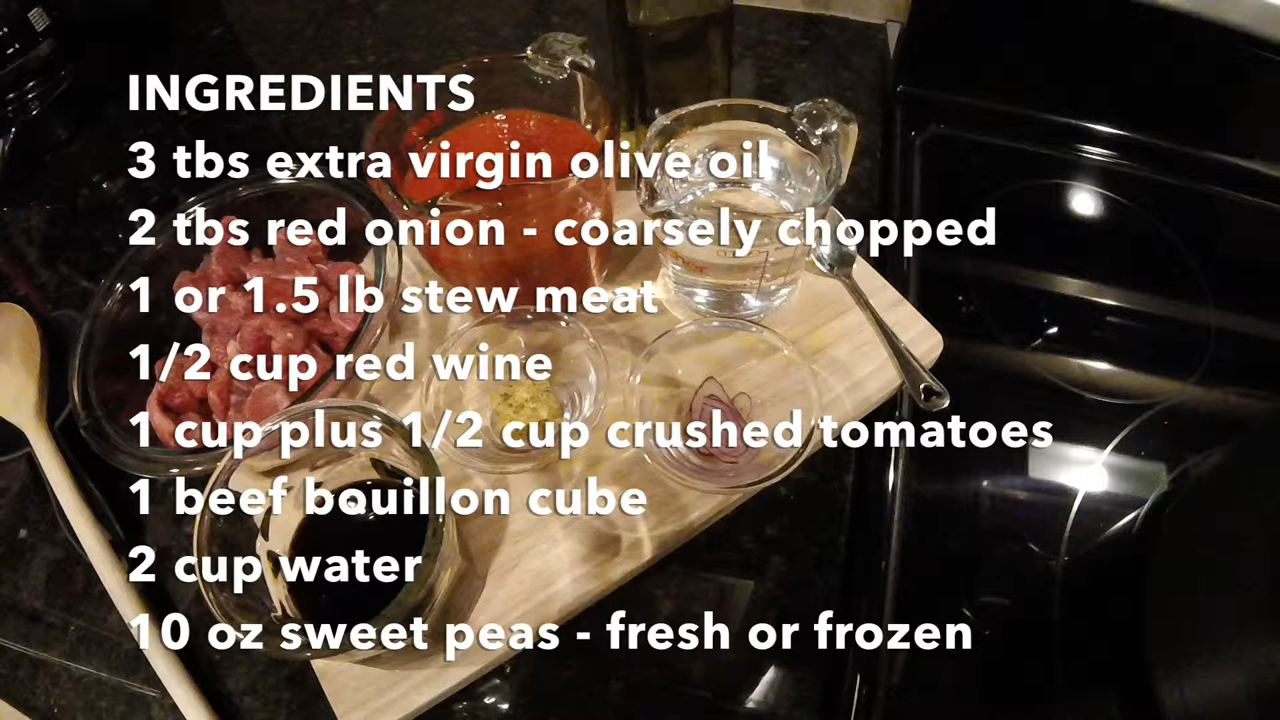 INGREDIENTS
3 tbs extra virgin olive oil
2 tbs red onion - coarsely chopped
1 or 1.5 lb stew meat
1/2 cup red wine
1 cup plus 1/2 cup crushed tomatoes
1 beef bouillon cube
2 cup water
10 oz sweet peas - fresh or frozen